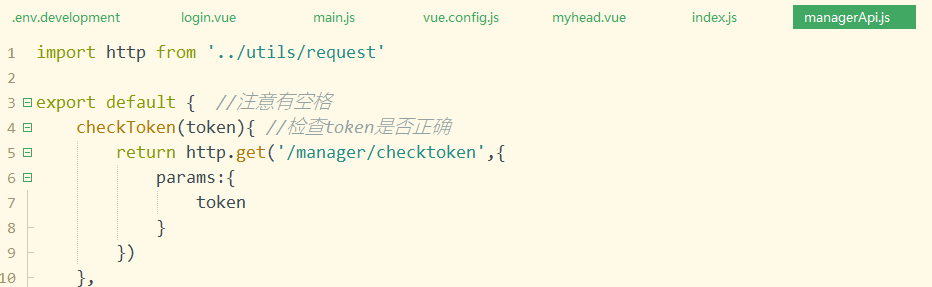 .env.development login.vue main.js vue.config.js myhead.vue index.js managerApi.js
1 import http from '../utils/request'
2
3 export default {  //注意有空格
4     checkToken(token){ //检查token是否正确
5         return http.get('/manager/checktoken',{
6             params:{
7                 token
8             }
9         })
10     },